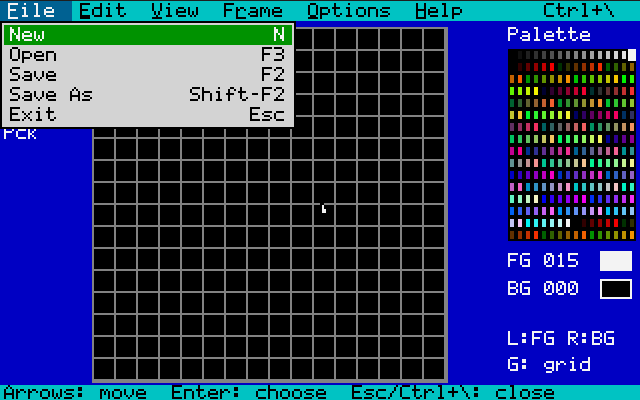 File Edit View Frame Options Help Ctrl+\
New N
Open F3
Save F2
Save As Shift-F2
Exit Esc
Pck
Palette
FG 015
BG 000
L:FG R:BG
G: grid
Arrows: move Enter: choose Esc/Ctrl+\: close